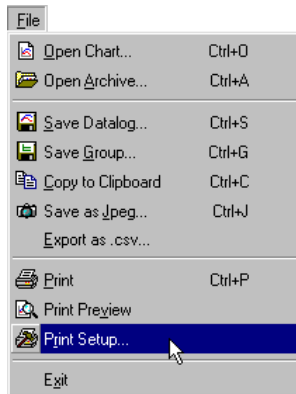 File
Open Chart... Ctrl+O
Open Archive... Ctrl+A
Save Datalog... Ctrl+S
Save Group... Ctrl+G
Copy to Clipboard Ctrl+C
Save as Jpeg... Ctrl+J
Export as .csv...
Print Ctrl+P
Print Preview
Print Setup...
Exit